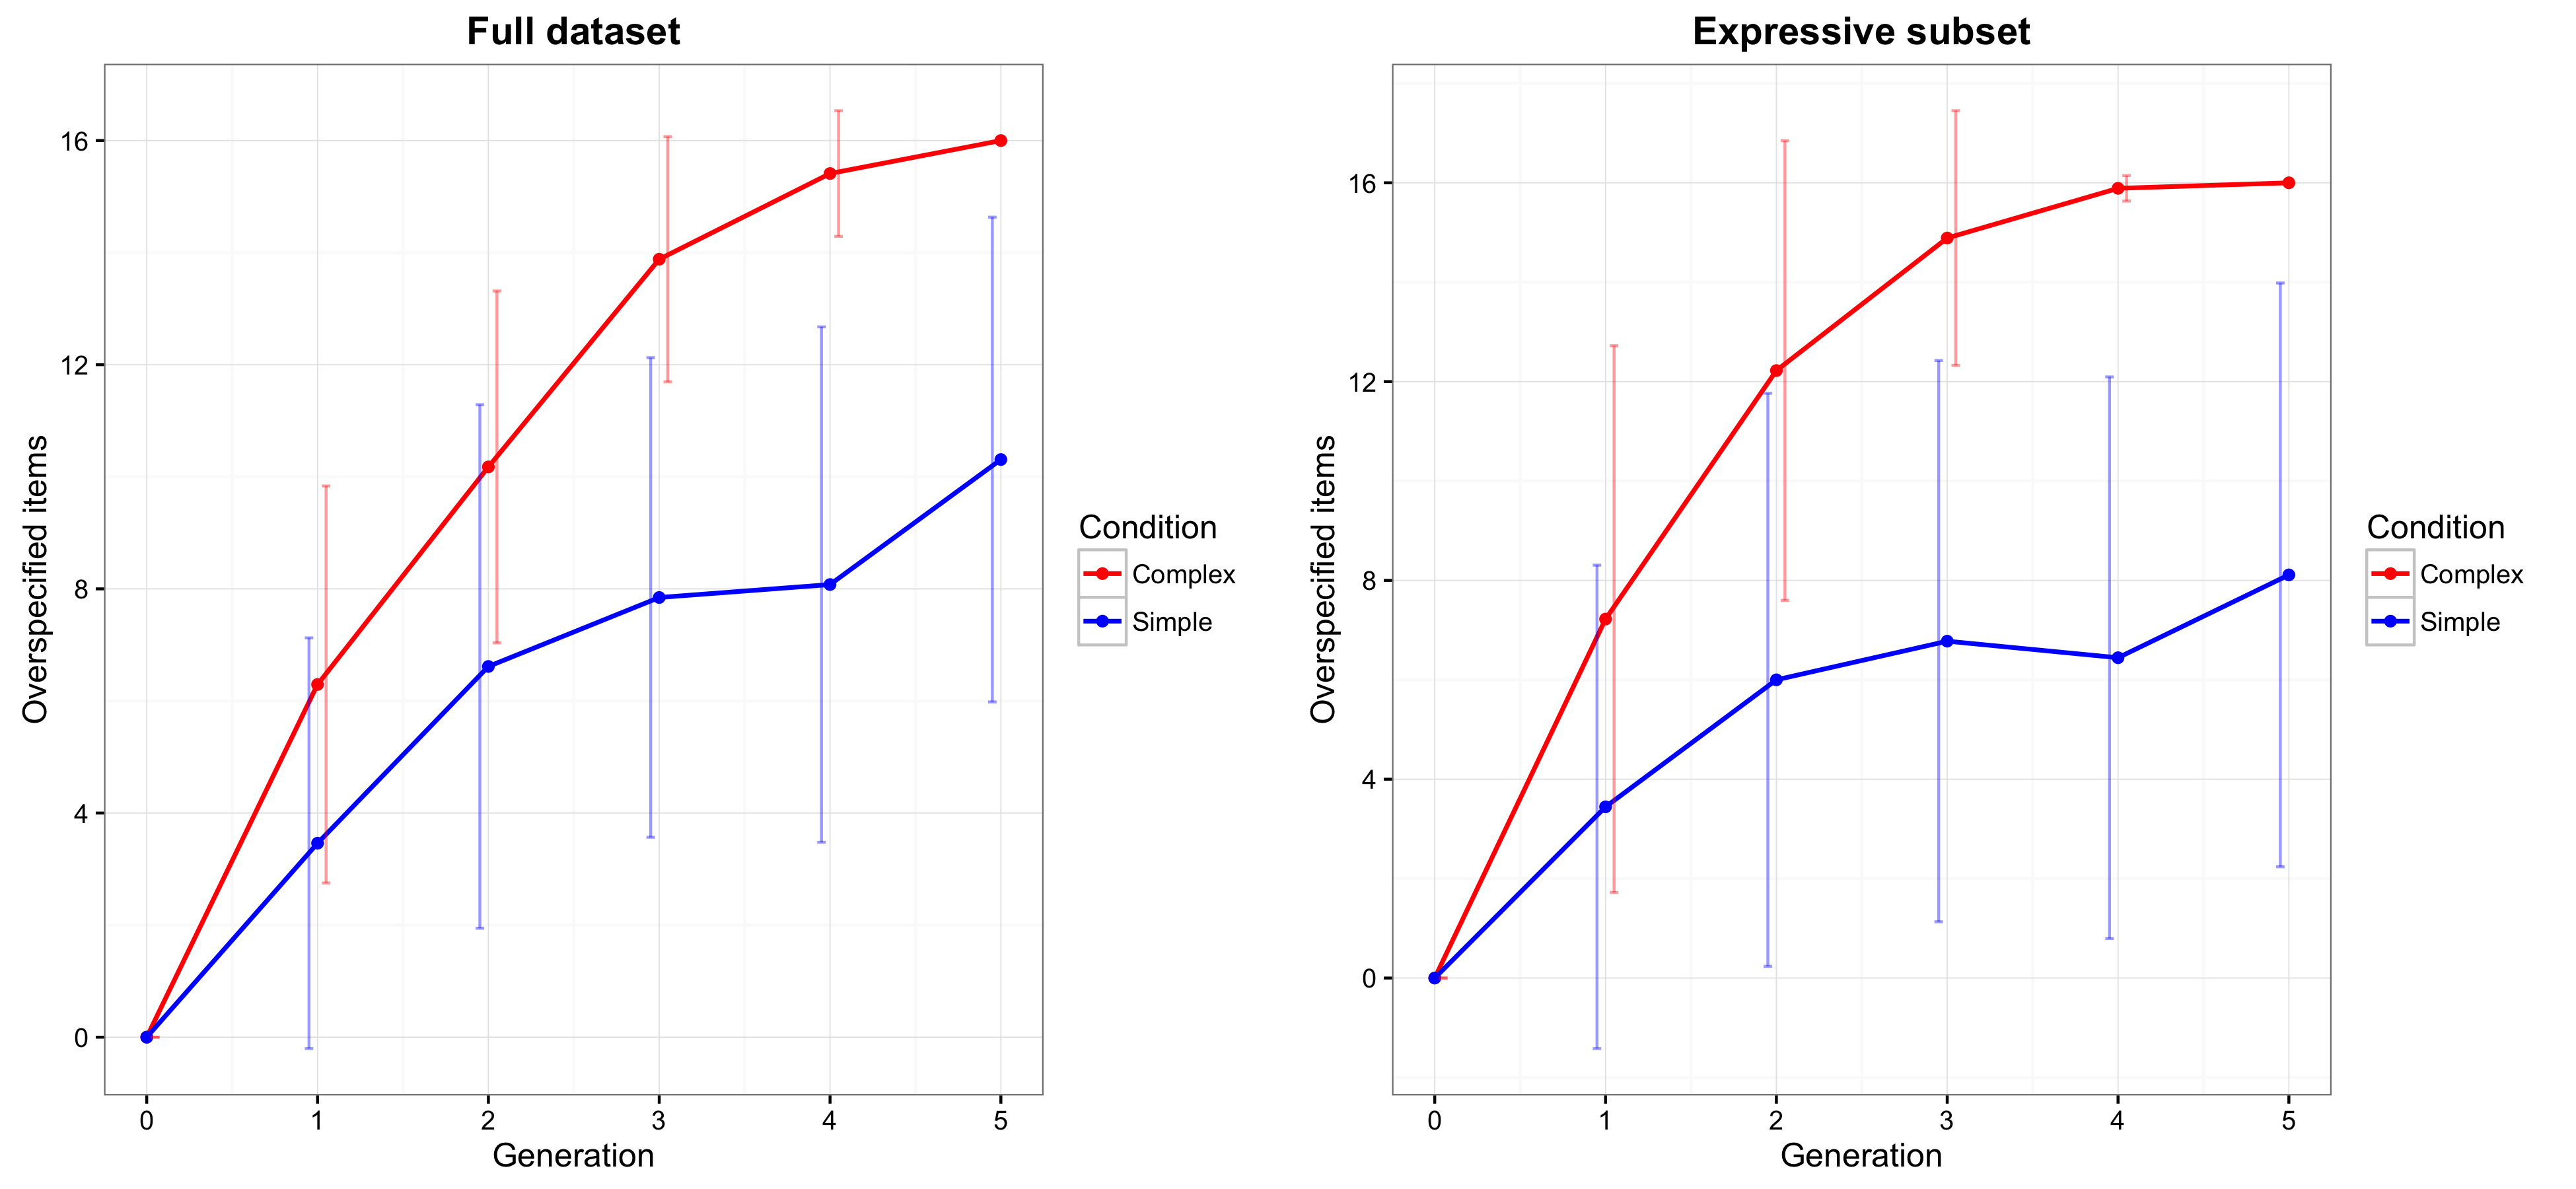 Full dataset
Overspecified items
16
12
8
4
0
0 1 2 3 4 5
Generation
Condition
Complex
Simple
Expressive subset
Overspecified items
16
12
8
4
0
0 1 2 3 4 5
Generation
Condition
Complex
Simple